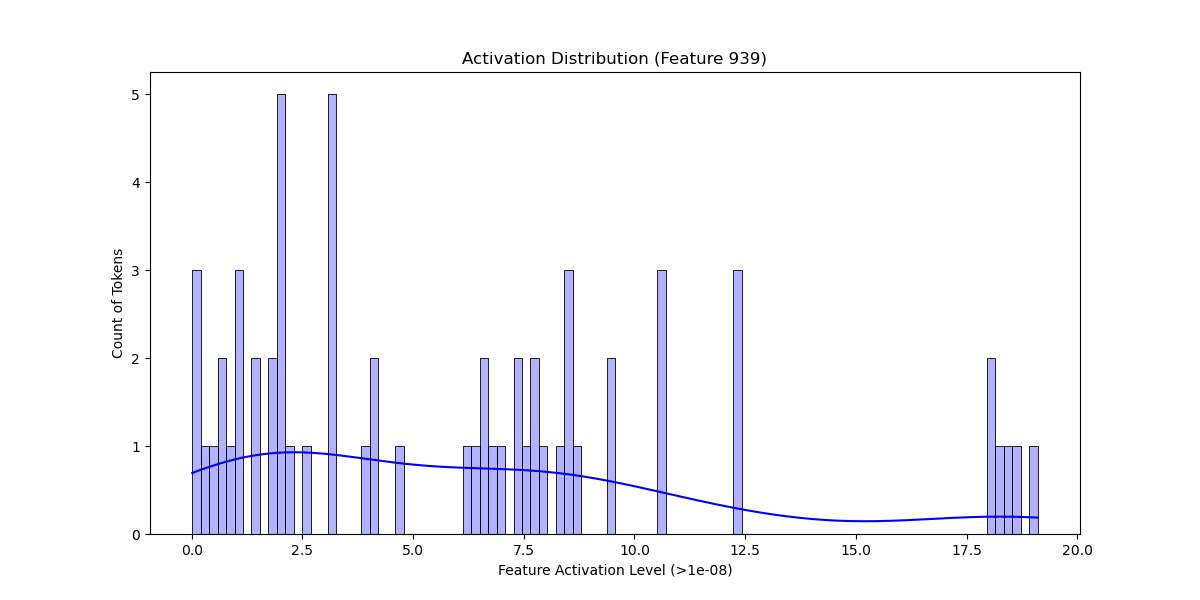 Activation Distribution (Feature 939)
5
4
3
2
1
0
Count of Tokens
0.0 2.5 5.0 7.5 10.0 12.5 15.0 17.5 20.0
Feature Activation Level (>1e-08)